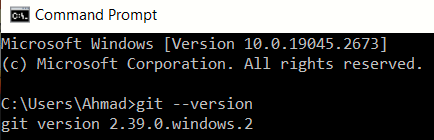 Command Prompt
Microsoft Windows [Version 10.0.19045.2673]
(c) Microsoft Corporation. All rights reserved.
C:\Users\Ahmad>git --version
git version 2.39.0.windows.2